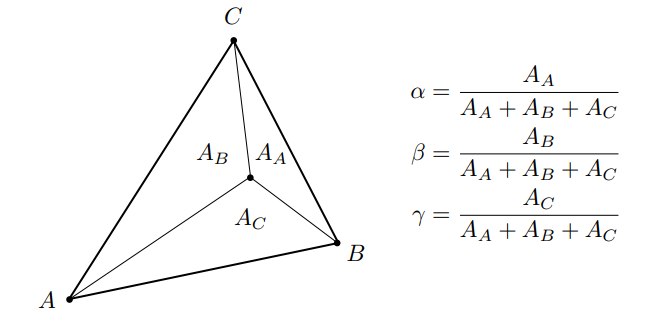 C
A_B A_A
A_C
B
A
α = A_A / (A_A + A_B + A_C)
β = A_B / (A_A + A_B + A_C)
γ = A_C / (A_A + A_B + A_C)